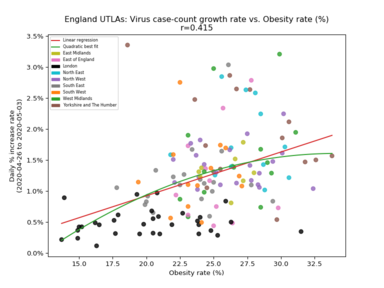 England UTLAs: Virus case-count growth rate vs. Obesity rate (%)
r=0.415
Daily % increase rate
(2020-04-26 to 2020-05-03)
3.5%
3.0%
2.5%
2.0%
1.5%
1.0%
0.5%
0.0%
Linear regression
Quadratic best fit
East Midlands
East of England
London
North East
North West
South East
South West
West Midlands
Yorkshire and The Humber
15.0
17.5
20.0
22.5
25.0
27.5
30.0
32.5
Obesity rate (%)